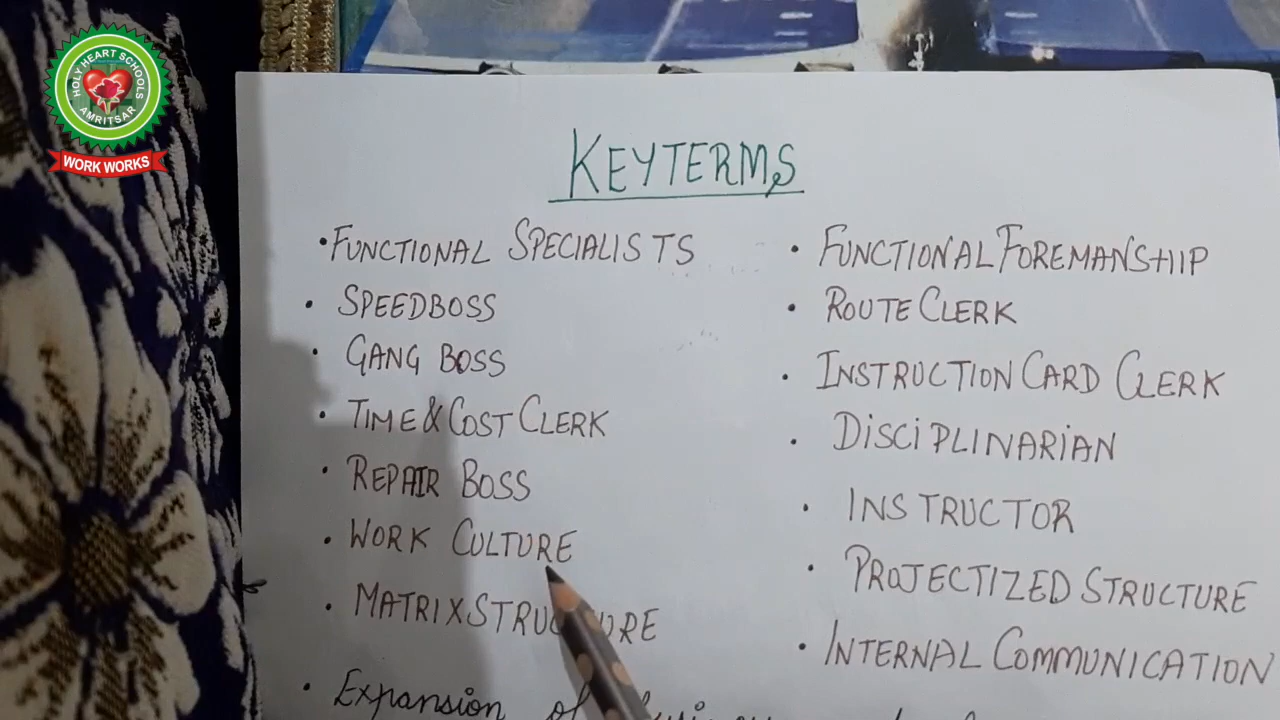 HOLY HEART SCHOOLS
AMRITSAR
WORK WORKS
KEYTERMS
• FUNCTIONAL SPECIALISTS
• SPEEDBOSS
• GANG BOSS
• TIME & COST CLERK
• REPAIR BOSS
• WORK CULTURE
• MATRIX STRUCTURE
• FUNCTIONAL FOREMANSHIP
• ROUTE CLERK
• INSTRUCTION CARD CLERK
• DISCIPLINARIAN
• INSTRUCTOR
• PROJECTIZED STRUCTURE
• INTERNAL COMMUNICATION
• Expansion of